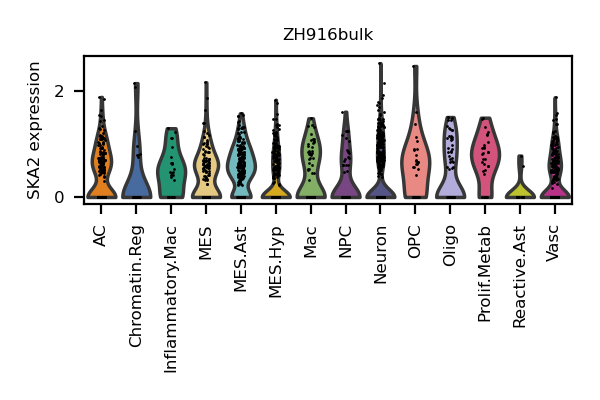 ZH916bulk
SKA2 expression
2
0
AC
Chromatin.Reg
Inflammatory.Mac
MES
MES.Ast
MES.Hyp
Mac
NPC
Neuron
OPC
Oligo
Prolif.Metab
Reactive.Ast
Vasc